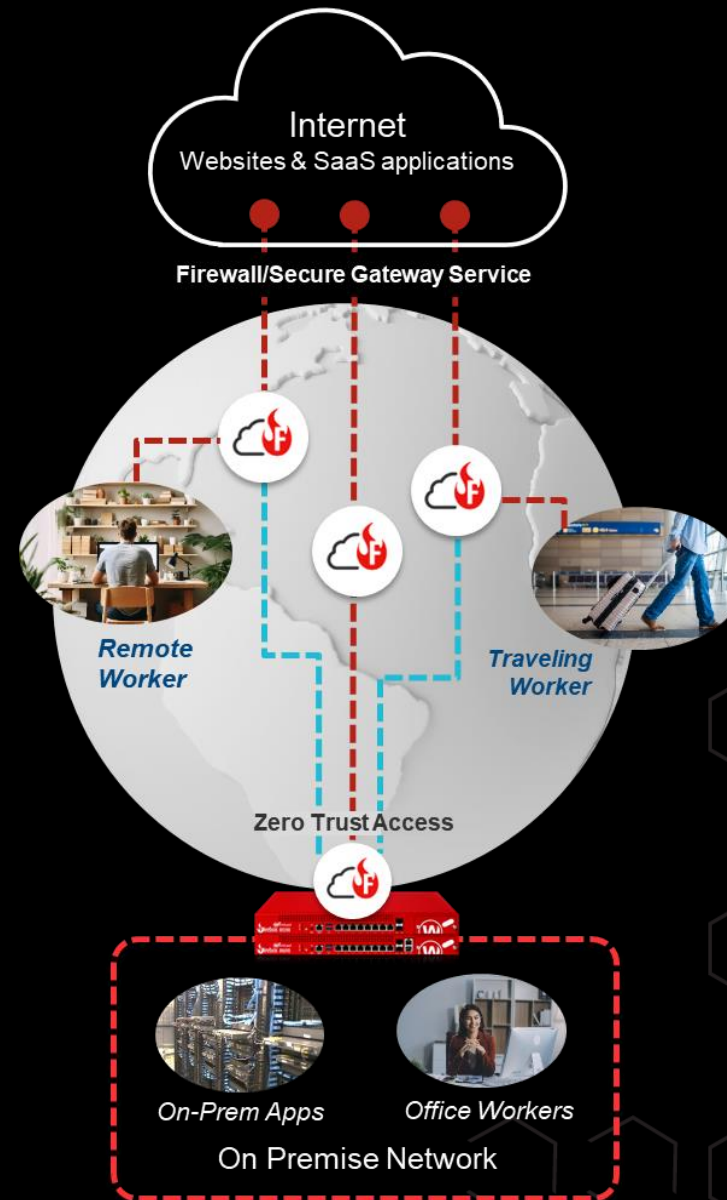 Internet
Websites & SaaS applications
Firewall/Secure Gateway Service
F
F
F
Remote
Worker
Traveling
Worker
Zero Trust Access
F
On-Prem Apps
Office Workers
On Premise Network